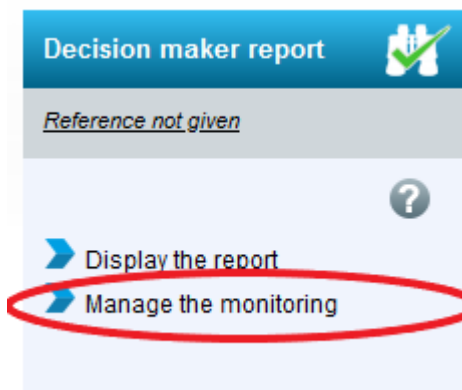 Decision maker report
Reference not given
?
Display the report
Manage the monitoring